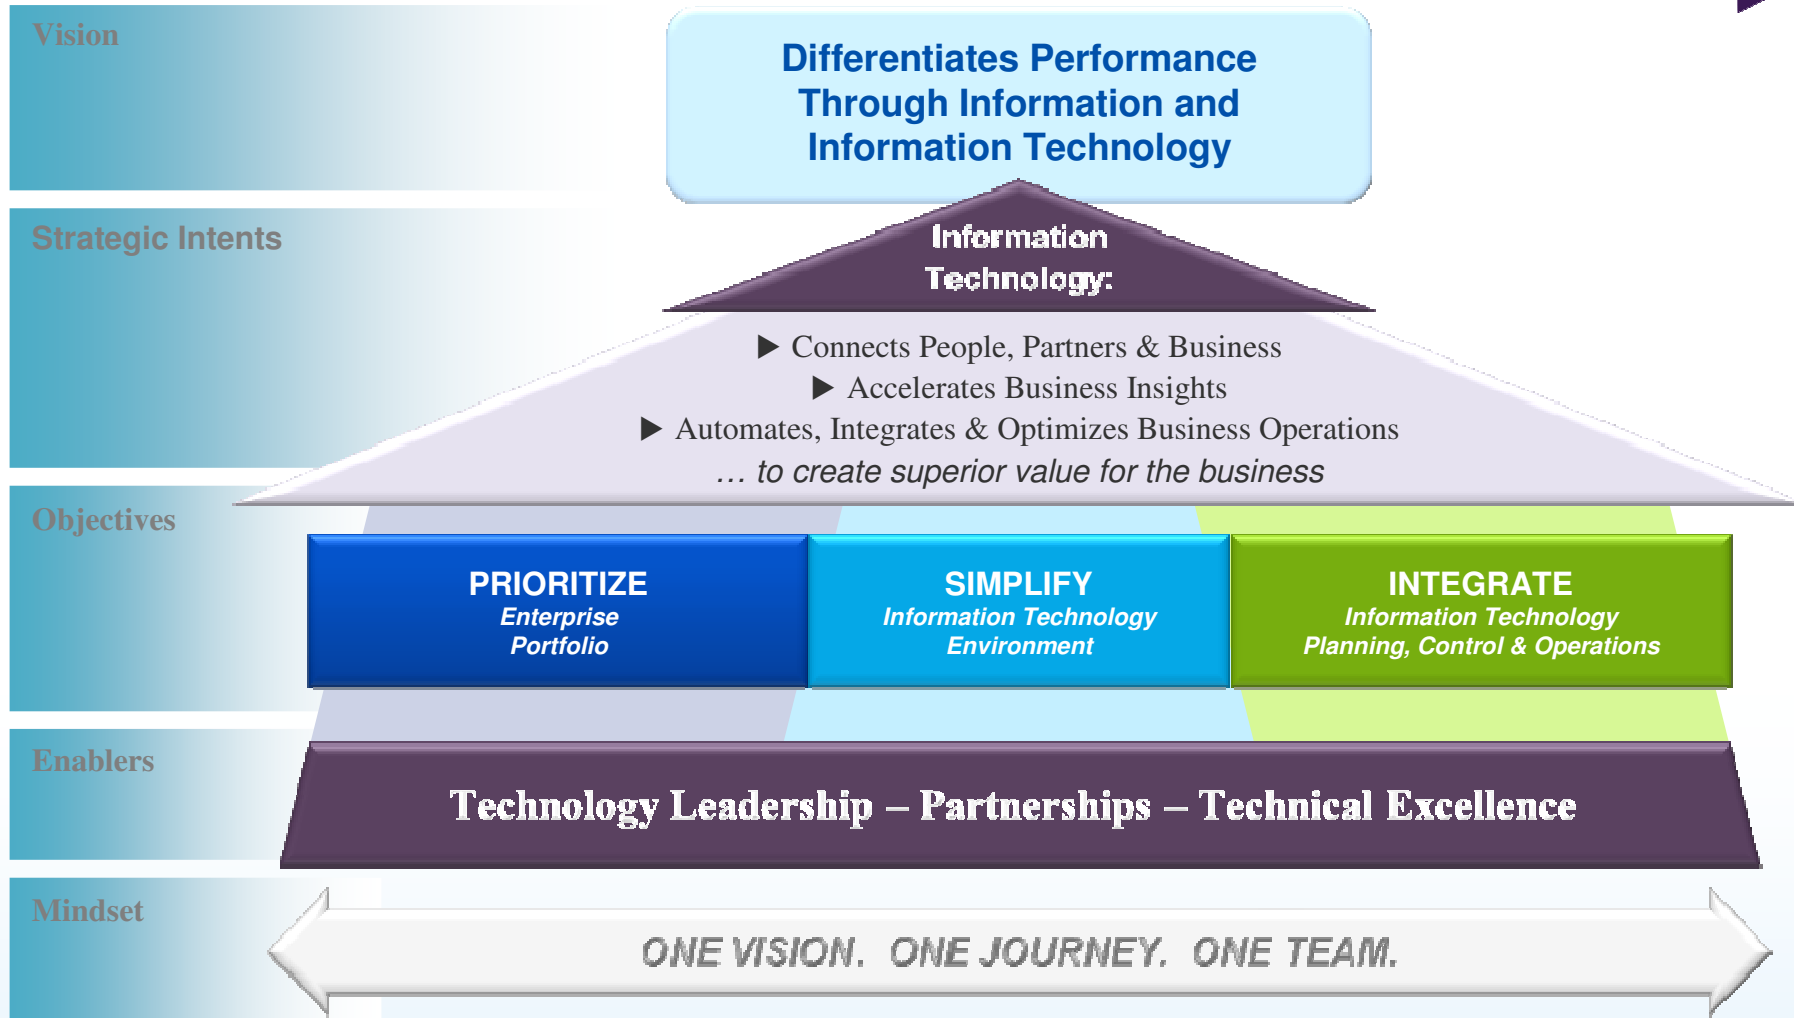 Vision
Differentiates Performance
Through Information and
Information Technology
Strategic Intents
Information
Technology:
▶ Connects People, Partners & Business
▶ Accelerates Business Insights
▶ Automates, Integrates & Optimizes Business Operations
… to create superior value for the business
Objectives
PRIORITIZE
Enterprise
Portfolio
SIMPLIFY
Information Technology
Environment
INTEGRATE
Information Technology
Planning, Control & Operations
Enablers
Technology Leadership – Partnerships – Technical Excellence
Mindset
ONE VISION. ONE JOURNEY. ONE TEAM.